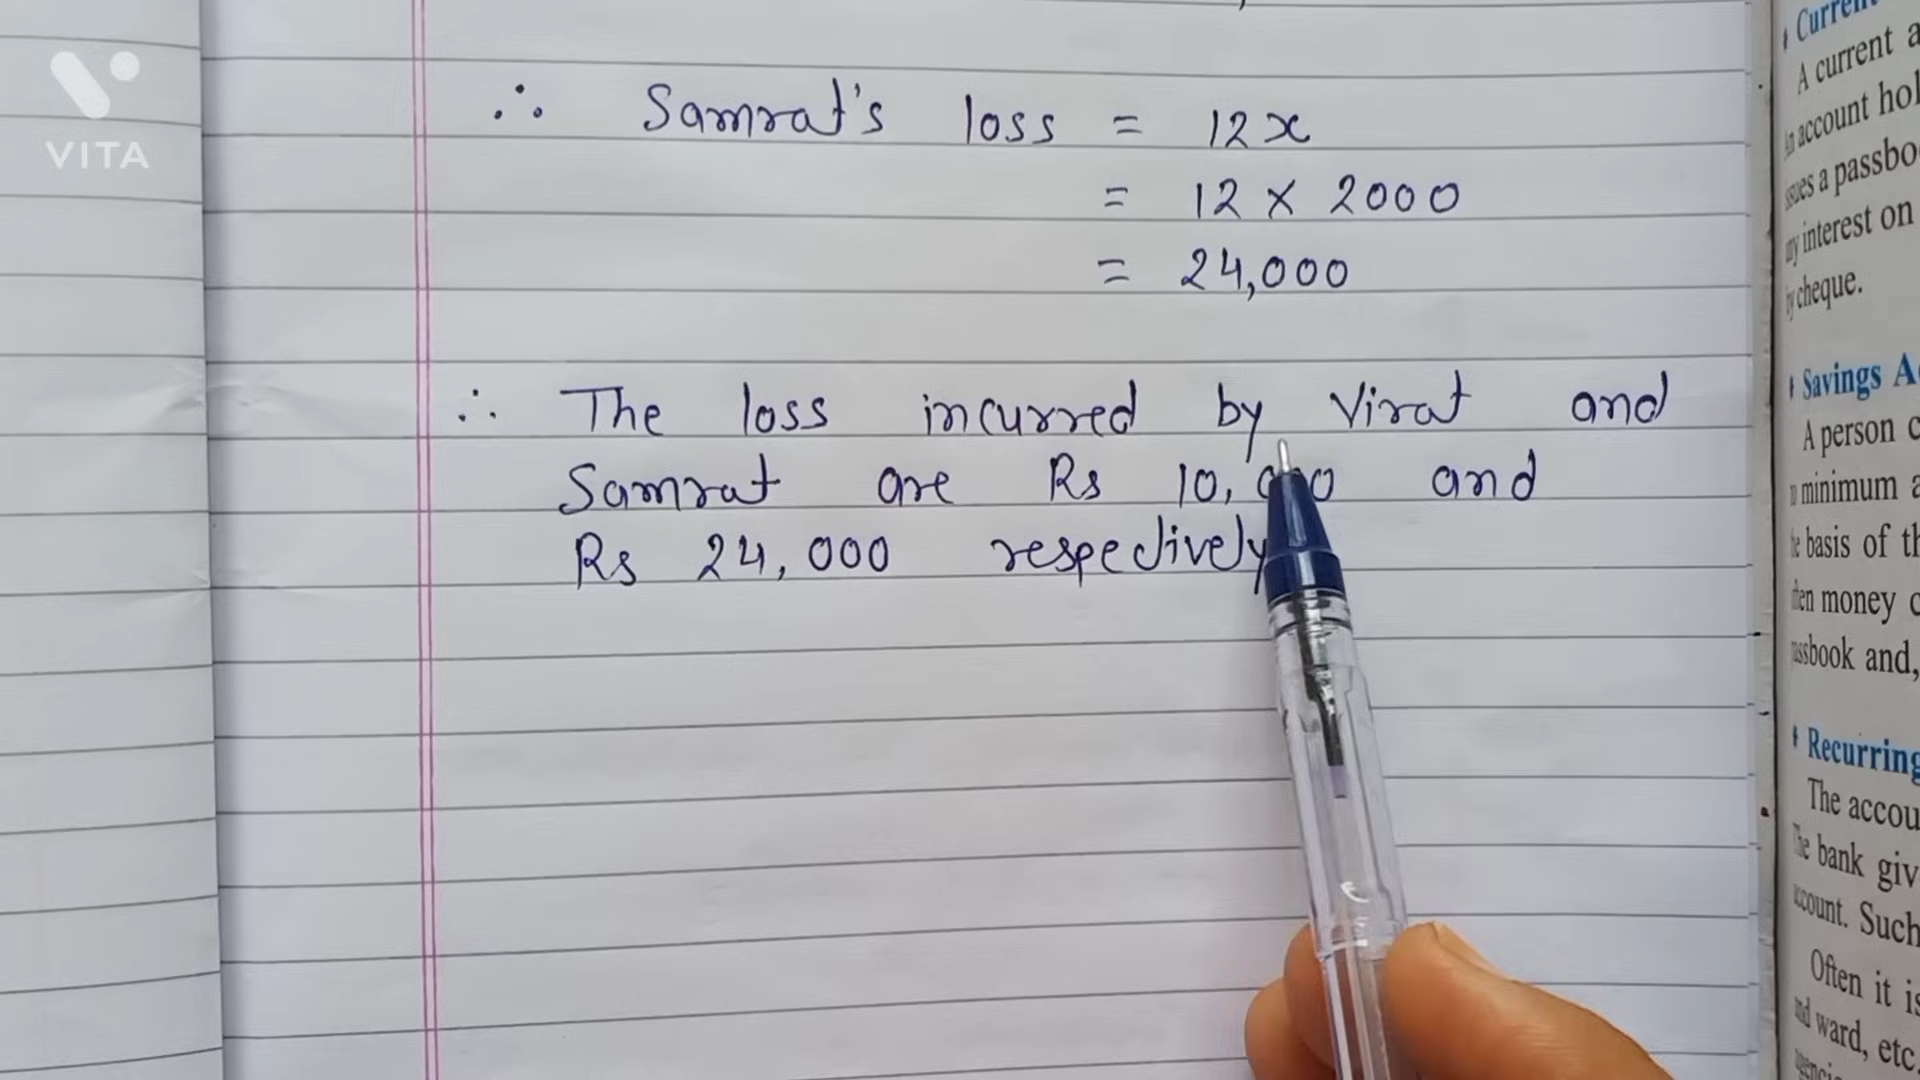 VITA
∴ Samrat's loss = 12x
= 12 × 2000
= 24,000
∴ The loss incurred by Virat and
Samrat are Rs 10,000 and
Rs 24,000 respectively
A current a
account hol
a passbo
interest on
cheque.
Savings
A person
minimum
basis of
money
and,
Recurring
The accou
bank giv
Such
Often it is
ward, etc.